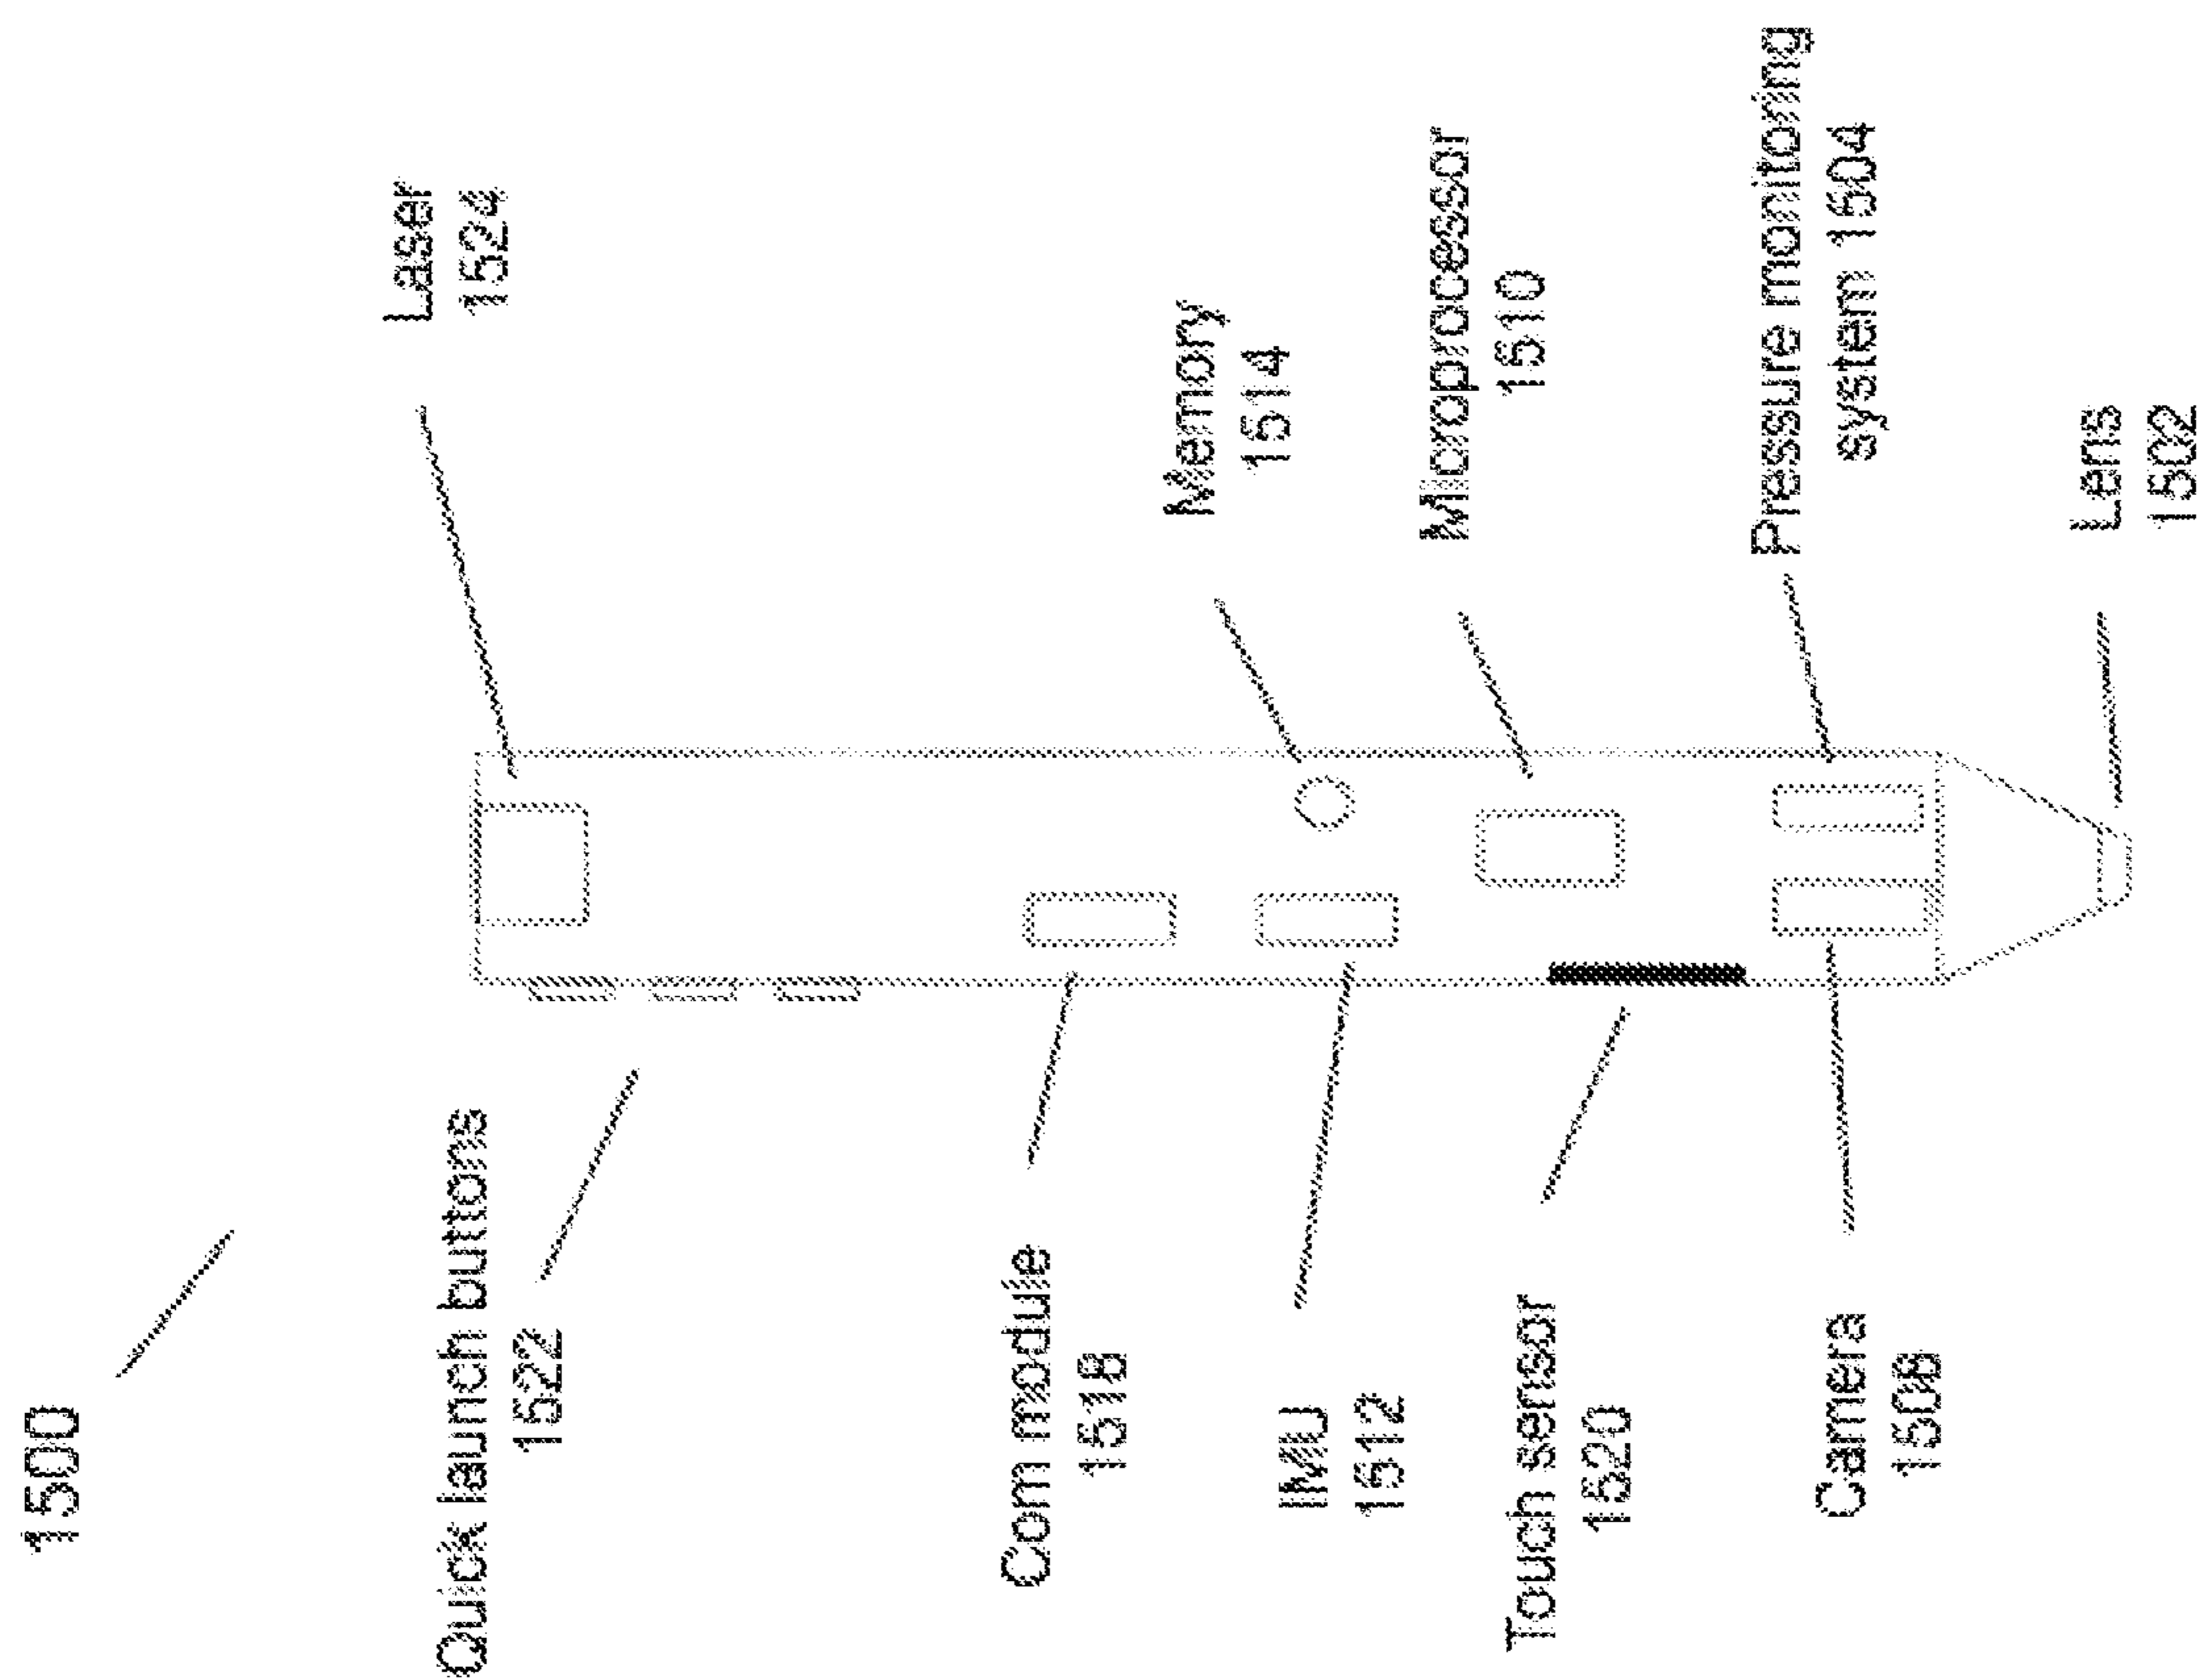 1500
Laser
1524
Quick launch buttons
1522
Com module
1518
Memory
1514
IMU
1512
Microprocessor
1510
Touch sensor
1520
Pressure monitoring
system 1504
Camera
1508
Lens
1502